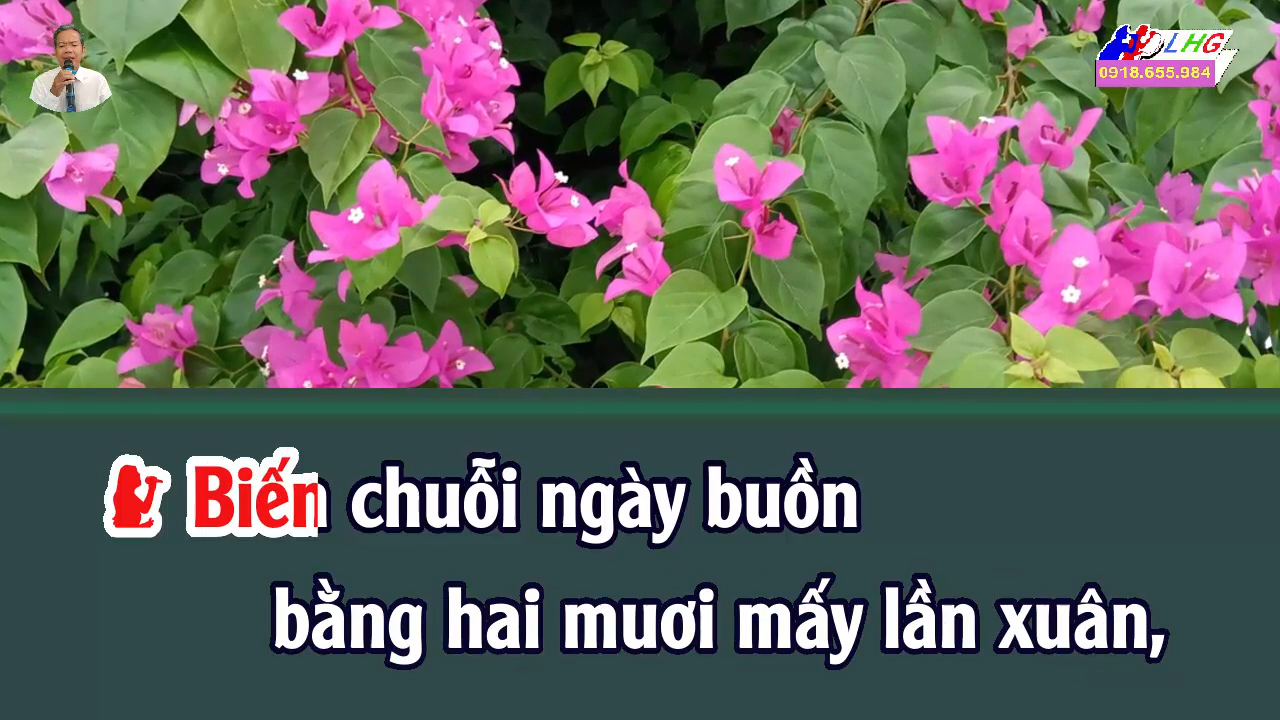 LHG
0918.655.984
Biến chuỗi ngày buồn
bằng hai mươi mấy lần xuân,